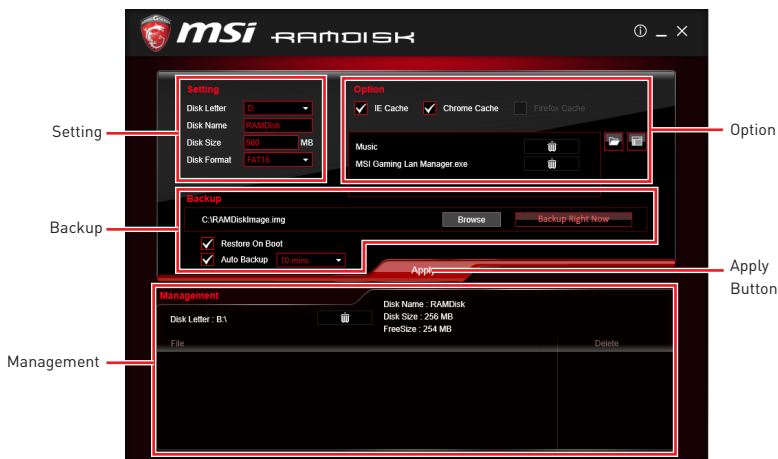 msi RAMDISK
Setting
Disk Letter D:
Disk Name RAMDisk
Disk Size 500 MB
Disk Format FAT16
Option
IE Cache Chrome Cache Firefox Cache
Music
MSI Gaming Lan Manager.exe
Backup
C:\RAMDiskImage.img Browse Backup Right Now
Restore On Boot
Auto Backup 10 mins
Apply
Management
Disk Letter : B:\
Disk Name : RAMDisk
Disk Size : 256 MB
FreeSize : 254 MB
File Delete
Setting
Backup
Management
Option
Apply
Button